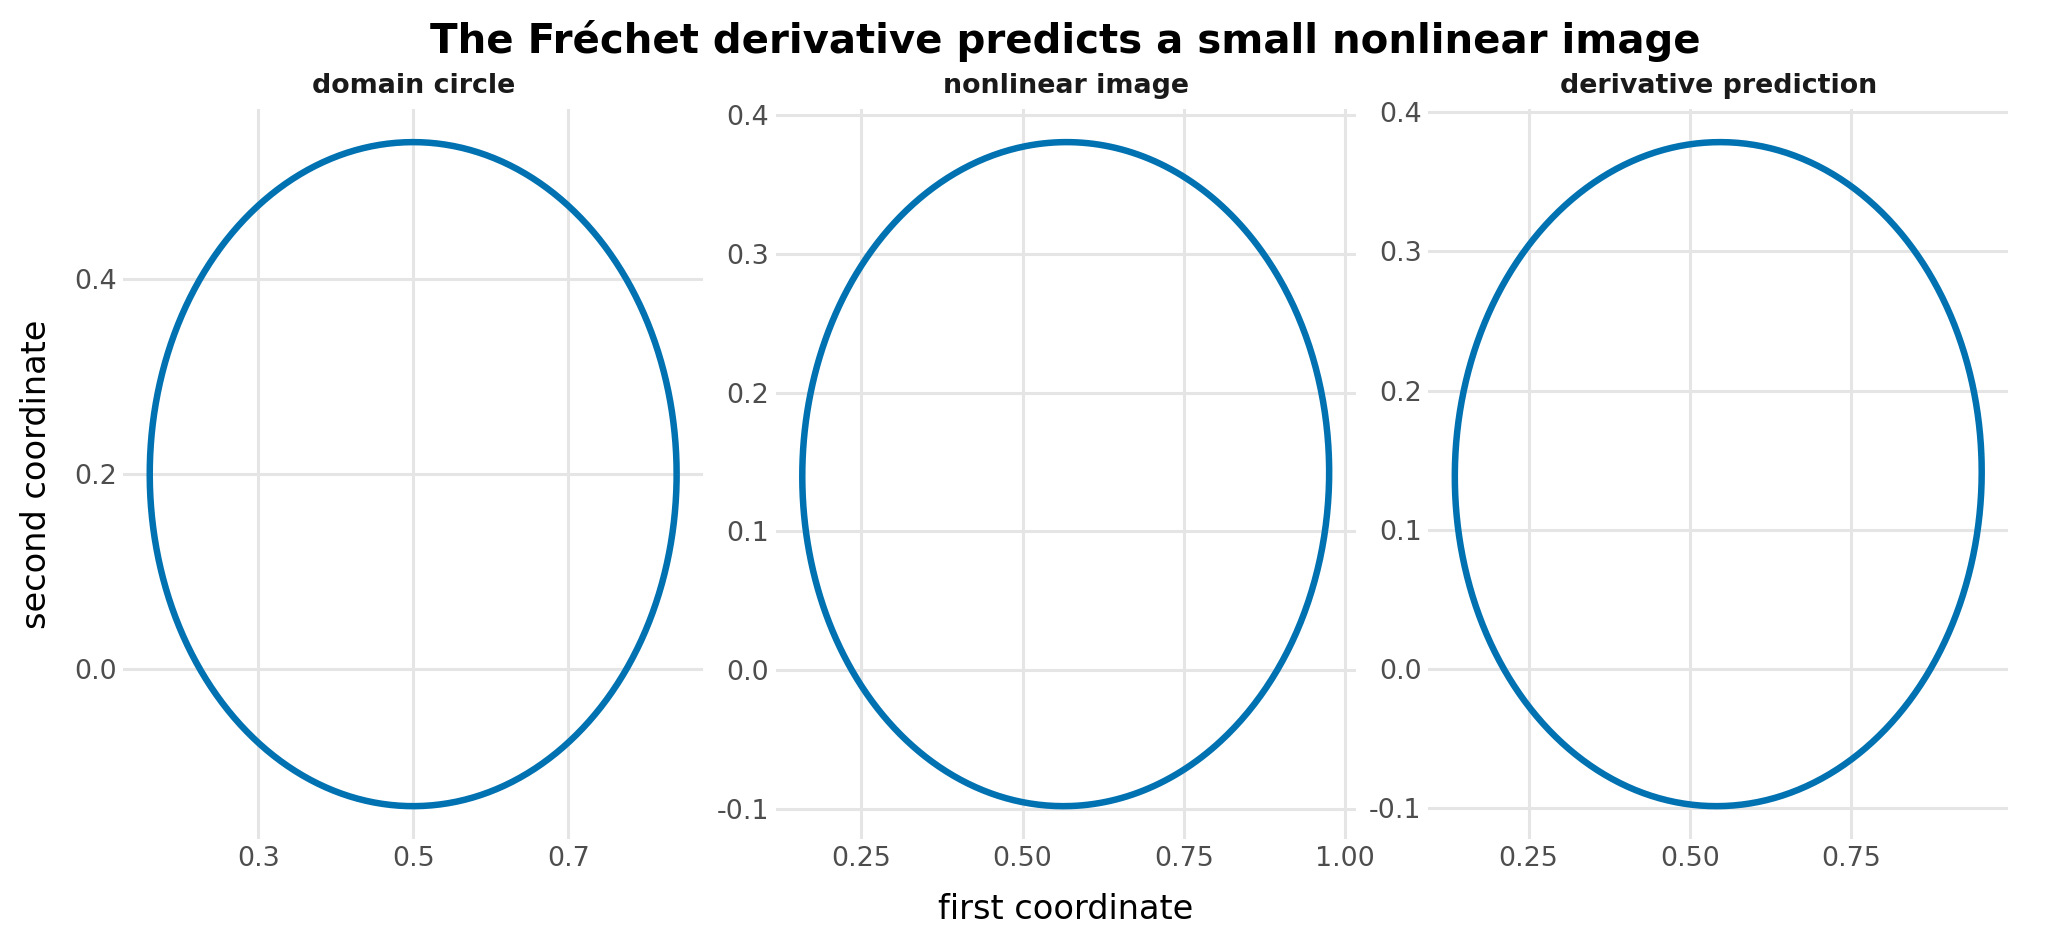 The Fréchet derivative predicts a small nonlinear image
domain circle
nonlinear image
derivative prediction
second coordinate
0.4
0.2
0.0
0.3 0.5 0.7
0.4
0.3
0.2
0.1
0.0
-0.1
0.25 0.50 0.75 1.00
0.4
0.3
0.2
0.1
0.0
-0.1
0.25 0.50 0.75
first coordinate